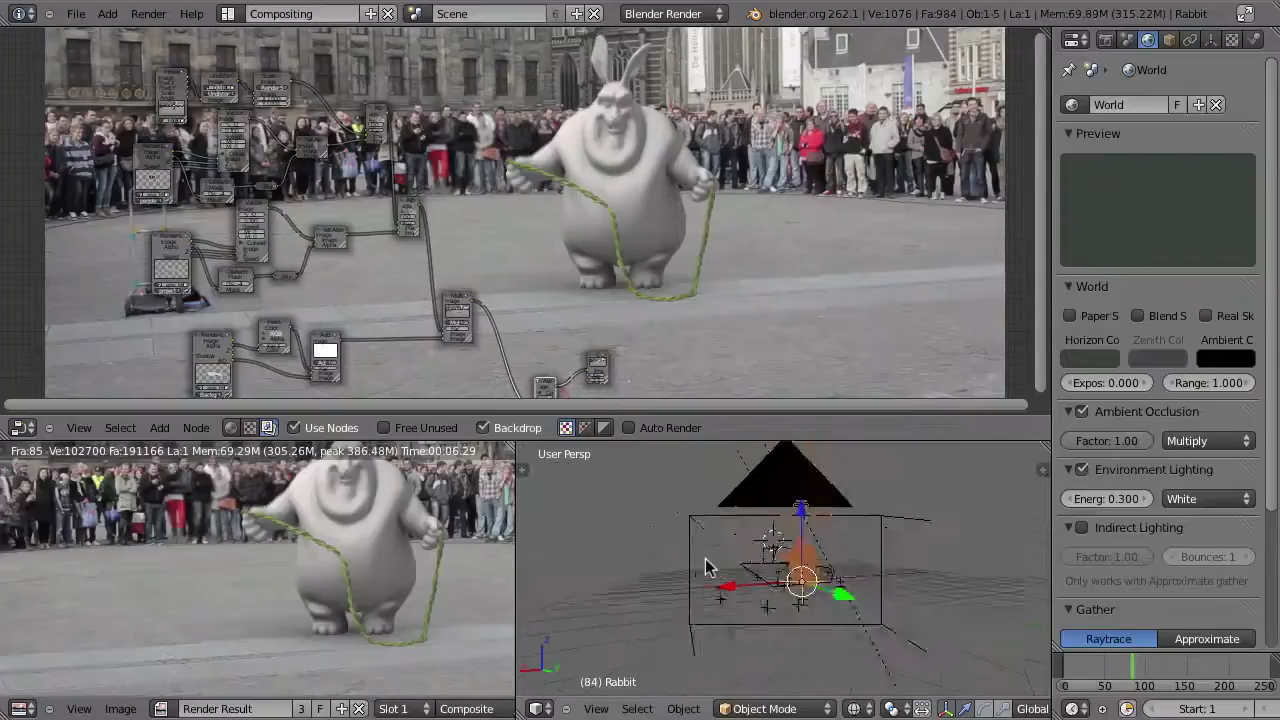 File Add Render Help Compositing Scene 6 Blender Render blender.org 262.1 | Ve:1076 | Fa:984 | Ob:1-5 | La:1 | Mem:69.89M (315.22M) | Rabbit
World
World F
Preview
World
Paper S Blend S Real Sk
Horizon Co Zenith Col Ambient C
Expos: 0.000 Range: 1.000
Ambient Occlusion
Factor: 1.00 Multiply
View Select Add Node Use Nodes Free Unused Backdrop Auto Render
Fra:85 Ve:102700 Fa:191166 La:1 Mem:69.29M (305.26M, peak 386.48M) Time:00:06.29
User Persp
Environment Lighting
Energ: 0.300 White
Indirect Lighting
Factor: 1.00 Bounces: 1
Only works with Approximate gather
Gather
Raytrace Approximate
(84) Rabbit
0 50 100 150 200 250
View Image Render Result 3 F Slot 1 Composite
View Select Object Object Mode Global
Start: 1